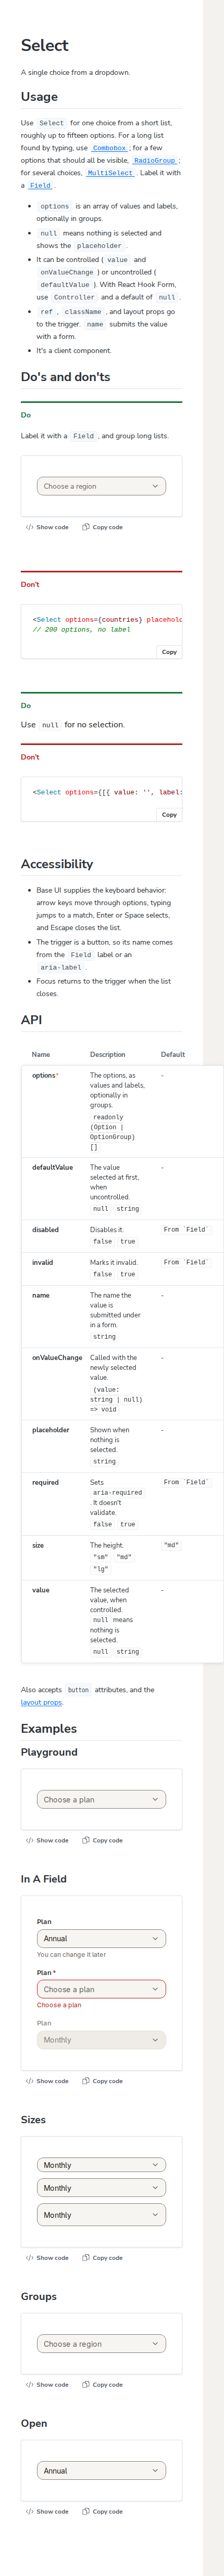 Select
A single choice from a dropdown.
Usage
Use Select for one choice from a short list,
roughly up to fifteen options. For a long list
found by typing, use Combobox ; for a few
options that should all be visible, RadioGroup ;
for several choices, MultiSelect . Label it with
a Field .
options is an array of values and labels,
optionally in groups.
null means nothing is selected and
shows the placeholder .
It can be controlled ( value and
onValueChange ) or uncontrolled (
defaultValue ). With React Hook Form,
use Controller and a default of null .
ref , className , and layout props go
to the trigger. name submits the value
with a form.
It's a client component.
Do's and don'ts
Do
Label it with a Field , and group long lists.
Choose a region
Show code Copy code
Don't
<Select options={countries} placehold
// 200 options, no label
Copy
Do
Use null for no selection.
Don't
<Select options={[{ value: '', label:
Copy
Accessibility
Base UI supplies the keyboard behavior:
arrow keys move through options, typing
jumps to a match, Enter or Space selects,
and Escape closes the list.
The trigger is a button, so its name comes
from the Field label or an
aria-label .
Focus returns to the trigger when the list
closes.
API
Name Description Default
options* The options, as -
values and labels,
optionally in
groups.
readonly
(Option |
OptionGroup)
[]
defaultValue The value -
selected at first,
when
uncontrolled.
null string
disabled Disables it. From `Field`
false true
invalid Marks it invalid. From `Field`
false true
name The name the -
value is
submitted under
in a form.
string
onValueChange Called with the -
newly selected
value.
(value:
string | null)
=> void
placeholder Shown when -
nothing is
selected.
string
required Sets From `Field`
aria-required
. It doesn't
validate.
false true
size The height. "md"
"sm" "md"
"lg"
value The selected -
value, when
controlled.
null means
nothing is
selected.
null string
Also accepts button attributes, and the
layout props.
Examples
Playground
Choose a plan
Show code Copy code
In A Field
Plan
Annual
You can change it later
Plan *
Choose a plan
Choose a plan
Plan
Monthly
Show code Copy code
Sizes
Monthly
Monthly
Monthly
Show code Copy code
Groups
Choose a region
Show code Copy code
Open
Annual
Show code Copy code